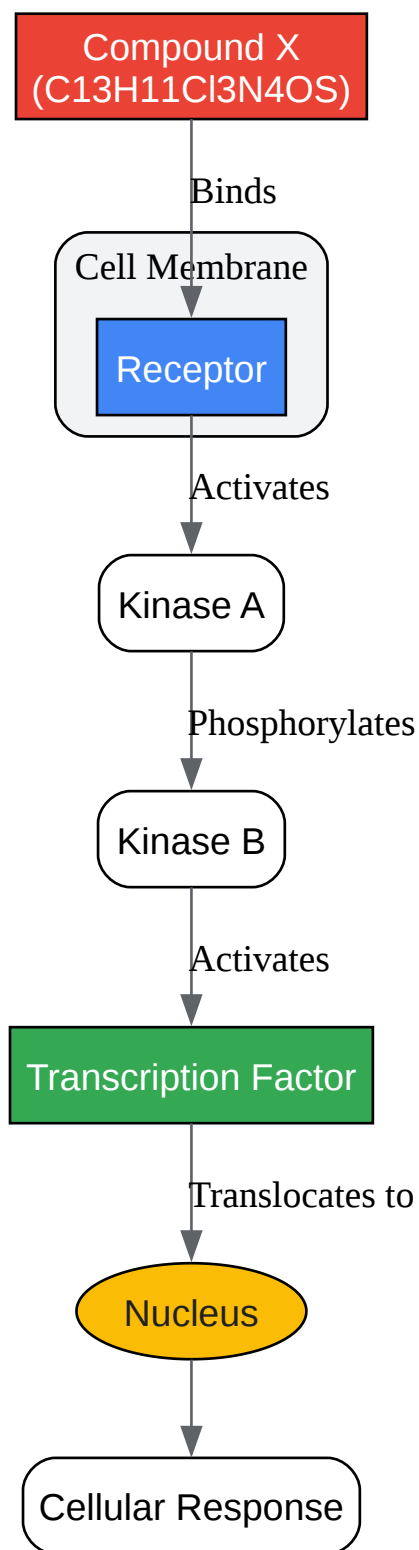 Compound X
(C13H11Cl3N4OS)
Binds
Cell Membrane
Receptor
Activates
Kinase A
Phosphorylates
Kinase B
Activates
Transcription Factor
Translocates to
Nucleus
Cellular Response